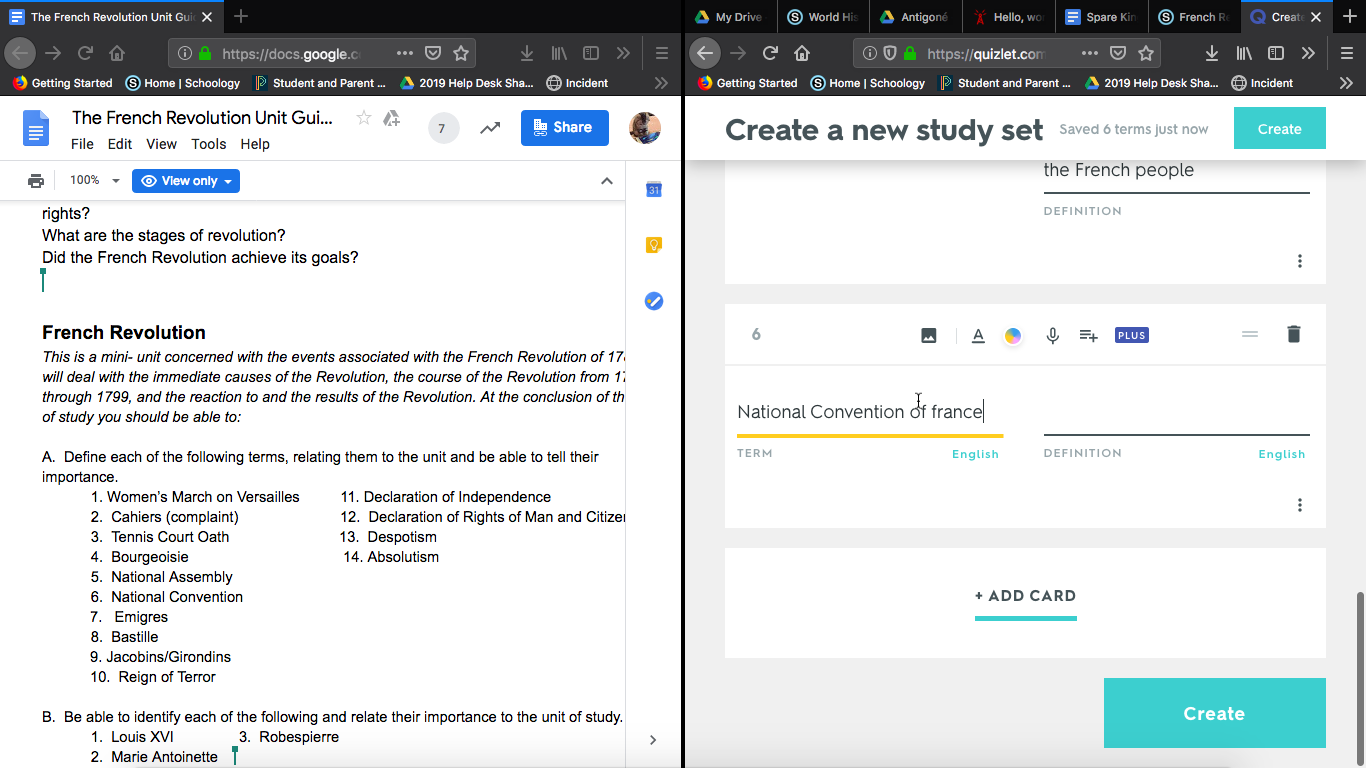 The French Revolution Unit Gui
https://docs.google.c
Getting Started
Home | Schoology
Student and Parent ...
2019 Help Desk Sha...
Incident
The French Revolution Unit Gui...
File Edit View Tools Help
7
Share
100%
View only
31
rights?
What are the stages of revolution?
Did the French Revolution achieve its goals?
French Revolution
This is a mini- unit concerned with the events associated with the French Revolution of 17
will deal with the immediate causes of the Revolution, the course of the Revolution from 17
through 1799, and the reaction to and the results of the Revolution. At the conclusion of th
of study you should be able to:
A. Define each of the following terms, relating them to the unit and be able to tell their
importance.
1. Women's March on Versailles 11. Declaration of Independence
2. Cahiers (complaint) 12. Declaration of Rights of Man and Citizen
3. Tennis Court Oath 13. Despotism
4. Bourgeoisie 14. Absolutism
5. National Assembly
6. National Convention
7. Emigres
8. Bastille
9. Jacobins/Girondins
10. Reign of Terror
B. Be able to identify each of the following and relate their importance to the unit of study.
1. Louis XVI 3. Robespierre
2. Marie Antoinette
My Drive
World His
Antigoné
Hello, wo
Spare Kin
French Re
Create
https://quizlet.com
Getting Started
Home | Schoology
Student and Parent ...
2019 Help Desk Sha...
Incident
Create a new study set
Saved 6 terms just now
Create
the French people
DEFINITION
6
A
PLUS
National Convention of france
TERM English
DEFINITION English
+ ADD CARD
Create